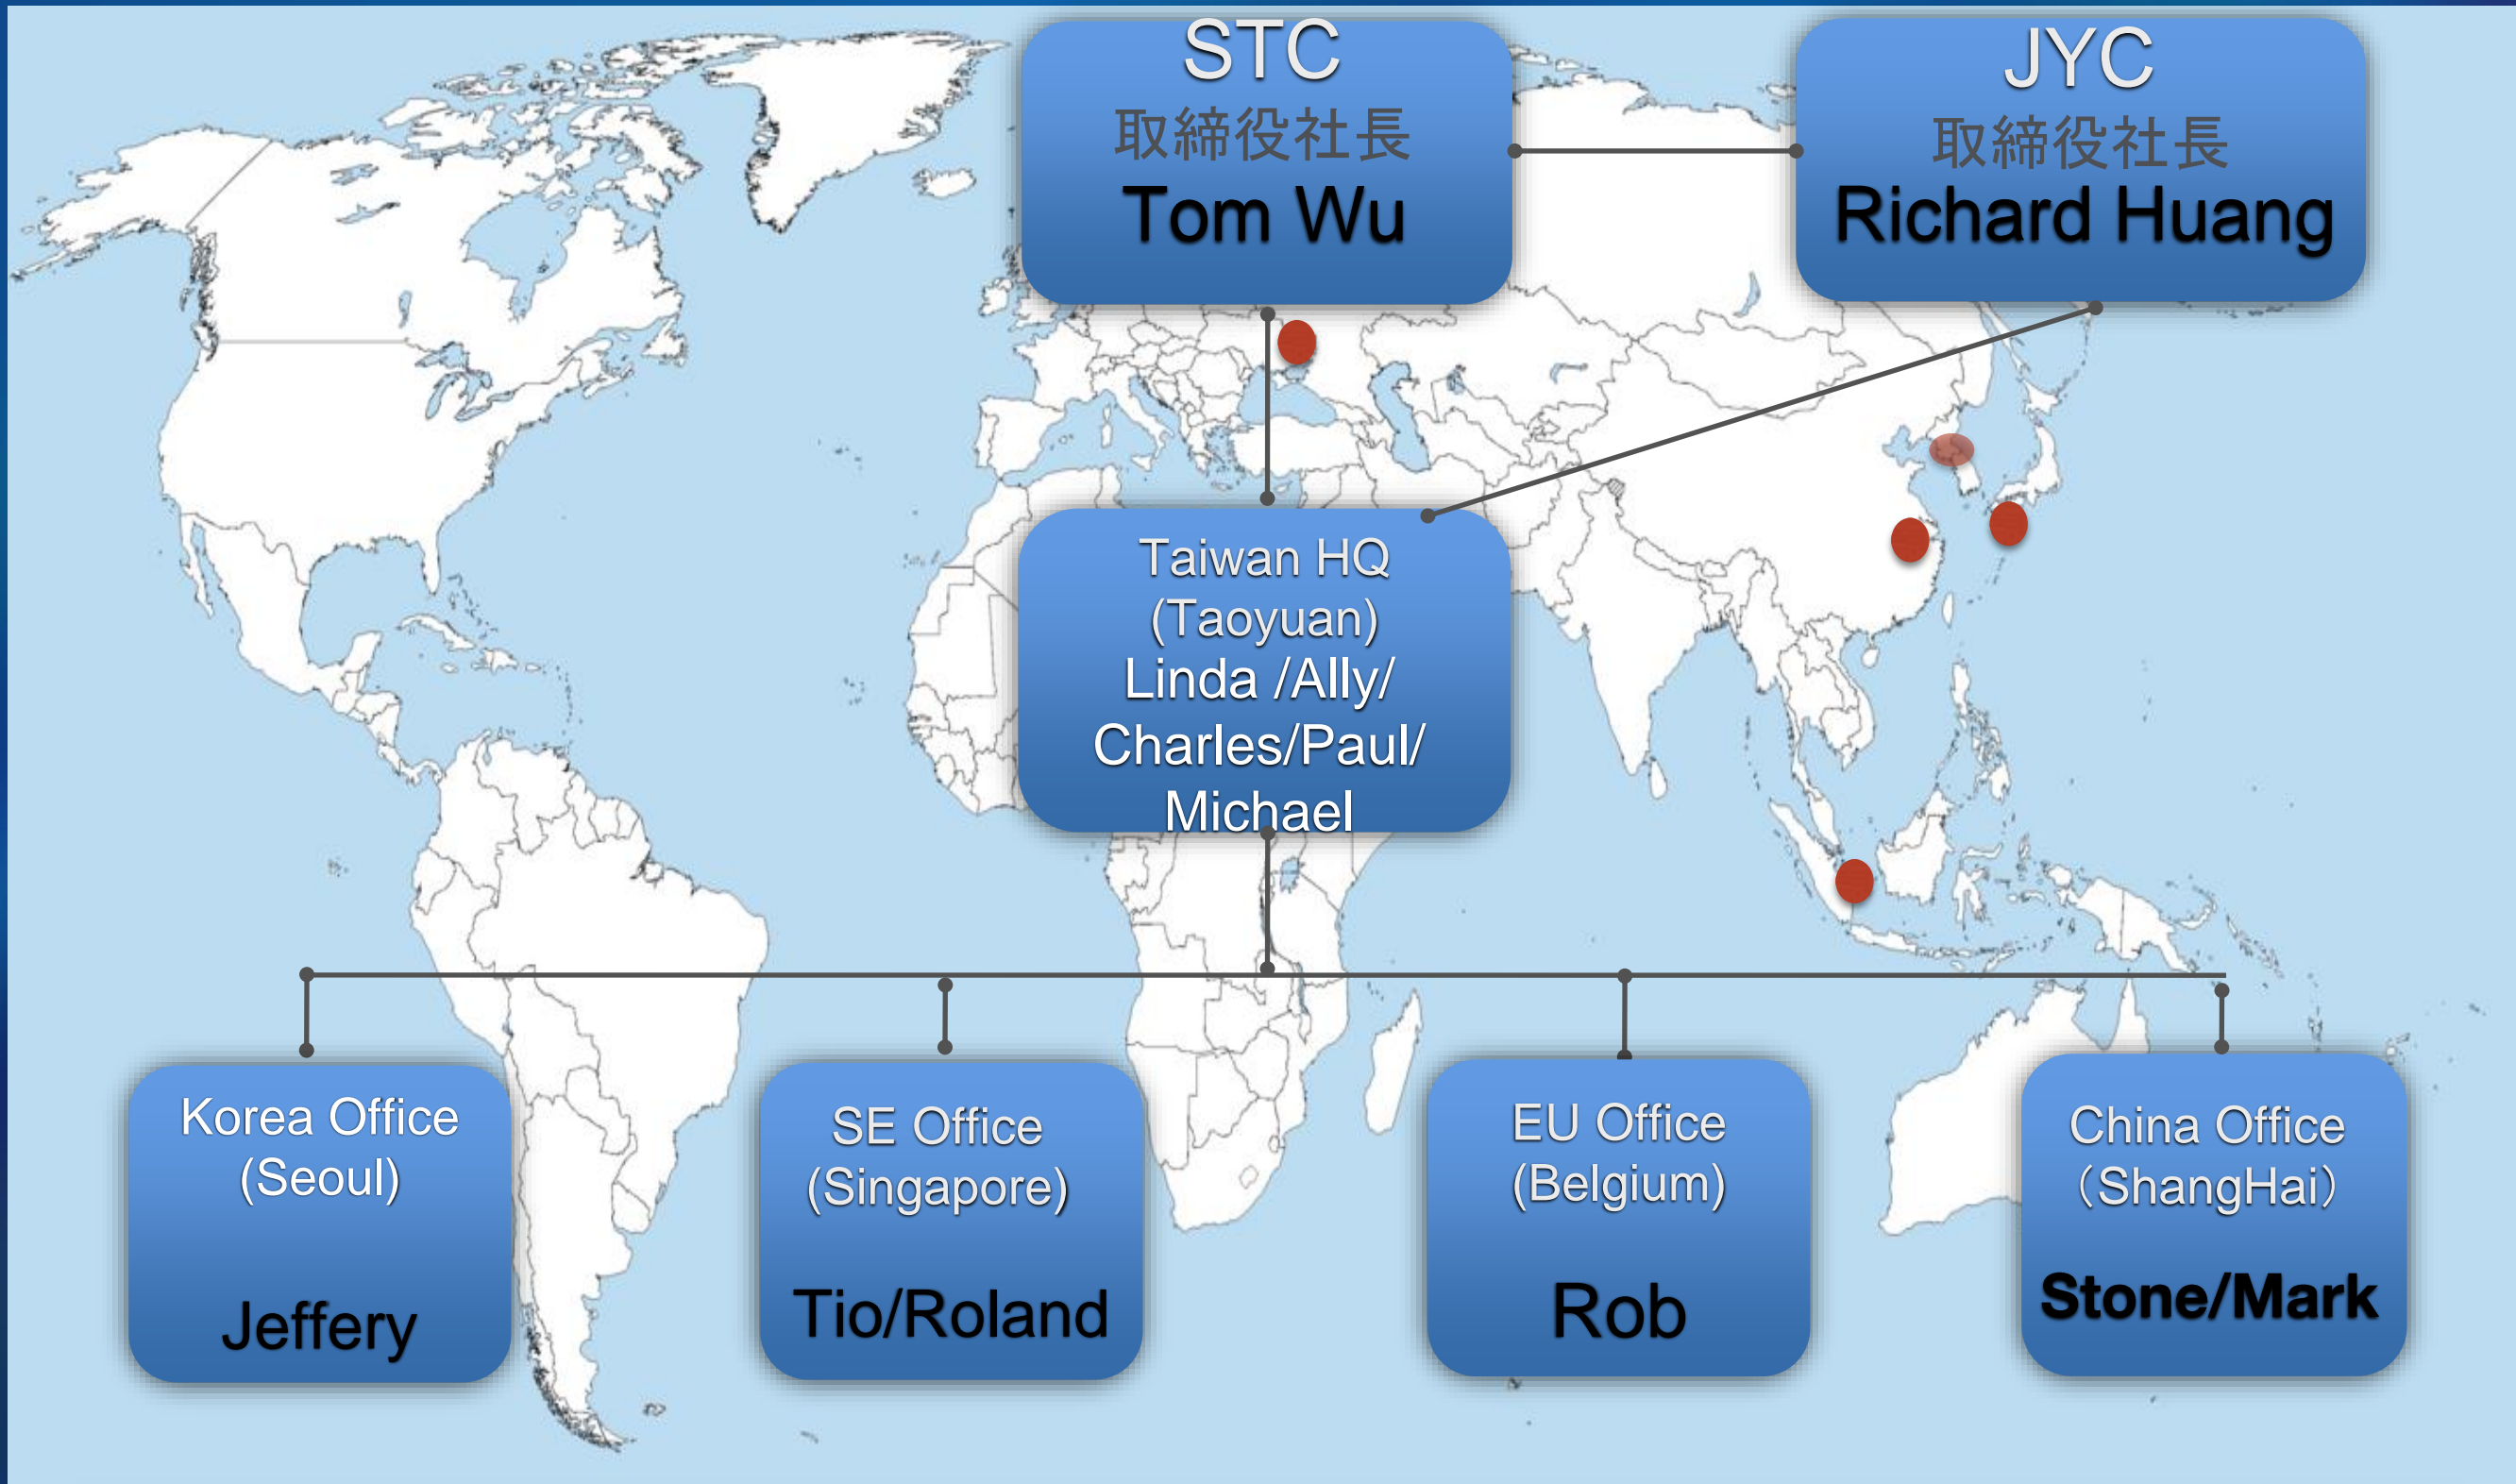 STC
取締役社長
Tom Wu
JYC
取締役社長
Richard Huang
Taiwan HQ
(Taoyuan)
Linda /Ally/
Charles/Paul/
Michael
Korea Office
(Seoul)
Jeffery
SE Office
(Singapore)
Tio/Roland
EU Office
(Belgium)
Rob
China Office
（ShangHai）
Stone/Mark